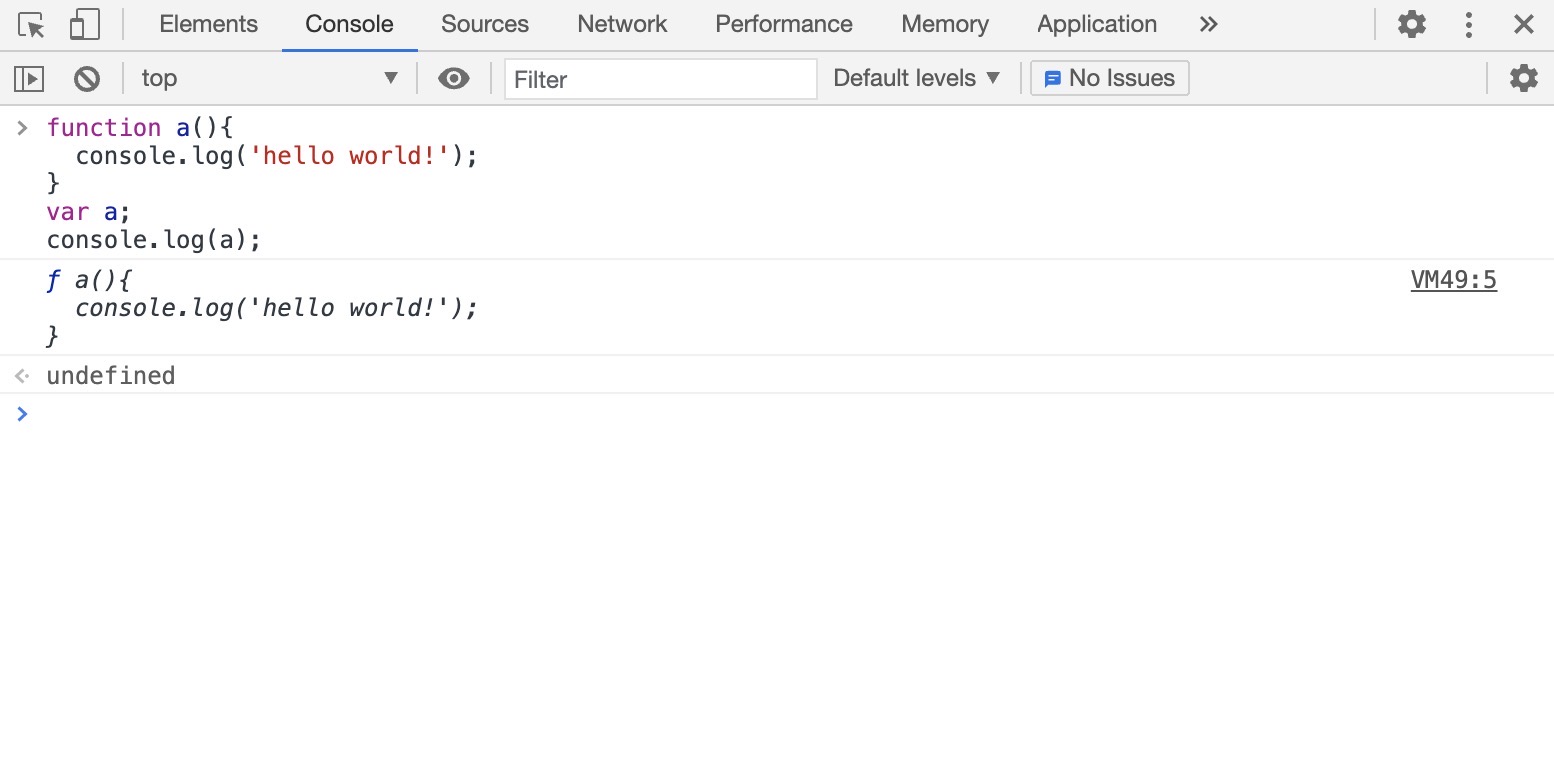 Elements Console Sources Network Performance Memory Application »
top ▼ Filter Default levels ▼ No Issues
> function a(){
  console.log('hello world!');
}
var a;
console.log(a);
ƒ a(){ VM49:5
  console.log('hello world!');
}
undefined
>